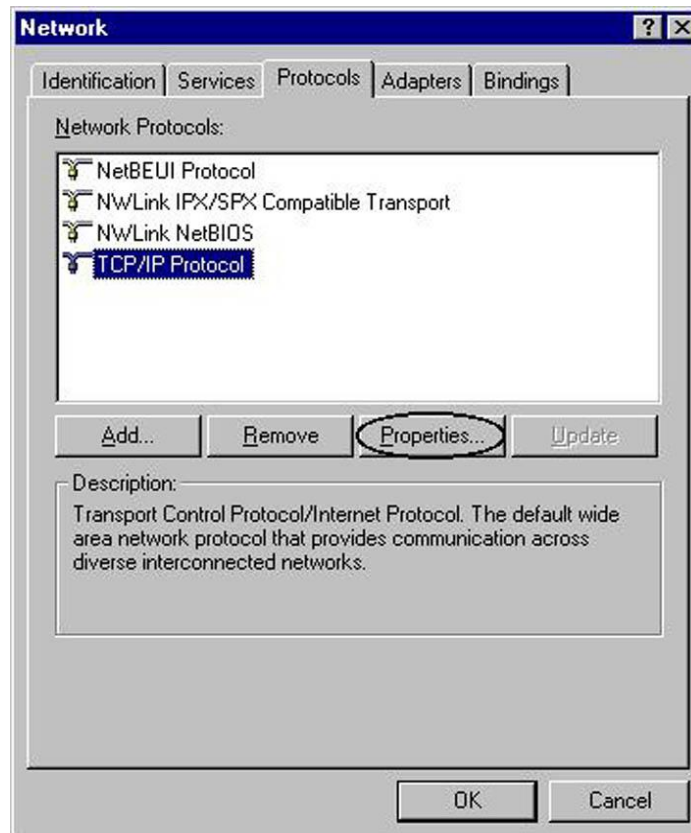 Network
Identification Services Protocols Adapters Bindings
Network Protocols:
NetBEUI Protocol
NWLink IPX/SPX Compatible Transport
NWLink NetBIOS
TCP/IP Protocol
Add... Remove Properties... Update
Description:
Transport Control Protocol/Internet Protocol. The default wide
area network protocol that provides communication across
diverse interconnected networks.
OK Cancel